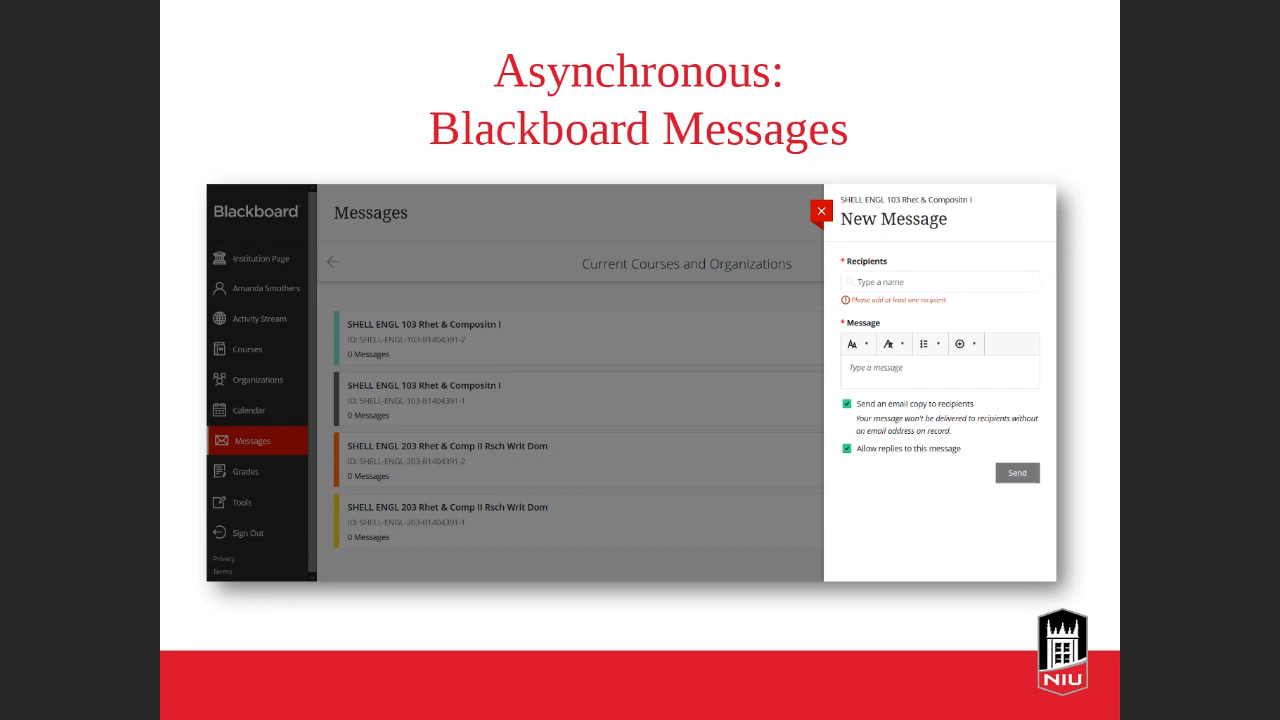 Asynchronous:
Blackboard Messages
Blackboard
Institution Page
Amanda Smothers
Activity Stream
Courses
Organizations
Calendar
Messages
Grades
Tools
Sign Out
Privacy
Terms
Messages
Current Courses and Organizations
SHELL ENGL 103 Rhet & Compositn I
ID: SHELL-ENGL-103-B1404391-2
0 Messages
SHELL ENGL 103 Rhet & Compositn I
ID: SHELL-ENGL-103-B1404391-1
0 Messages
SHELL ENGL 203 Rhet & Comp II Rsch Writ Dom
ID: SHELL-ENGL-203-B1404391-2
0 Messages
SHELL ENGL 203 Rhet & Comp II Rsch Writ Dom
ID: SHELL-ENGL-203-B1404391-1
0 Messages
SHELL ENGL 103 Rhet & Compositn I
New Message
* Recipients
Type a name
Please add at least one recipient
* Message
Type a message
Send an email copy to recipients
Your message won't be delivered to recipients without
an email address on record.
Allow replies to this message
Send
NIU